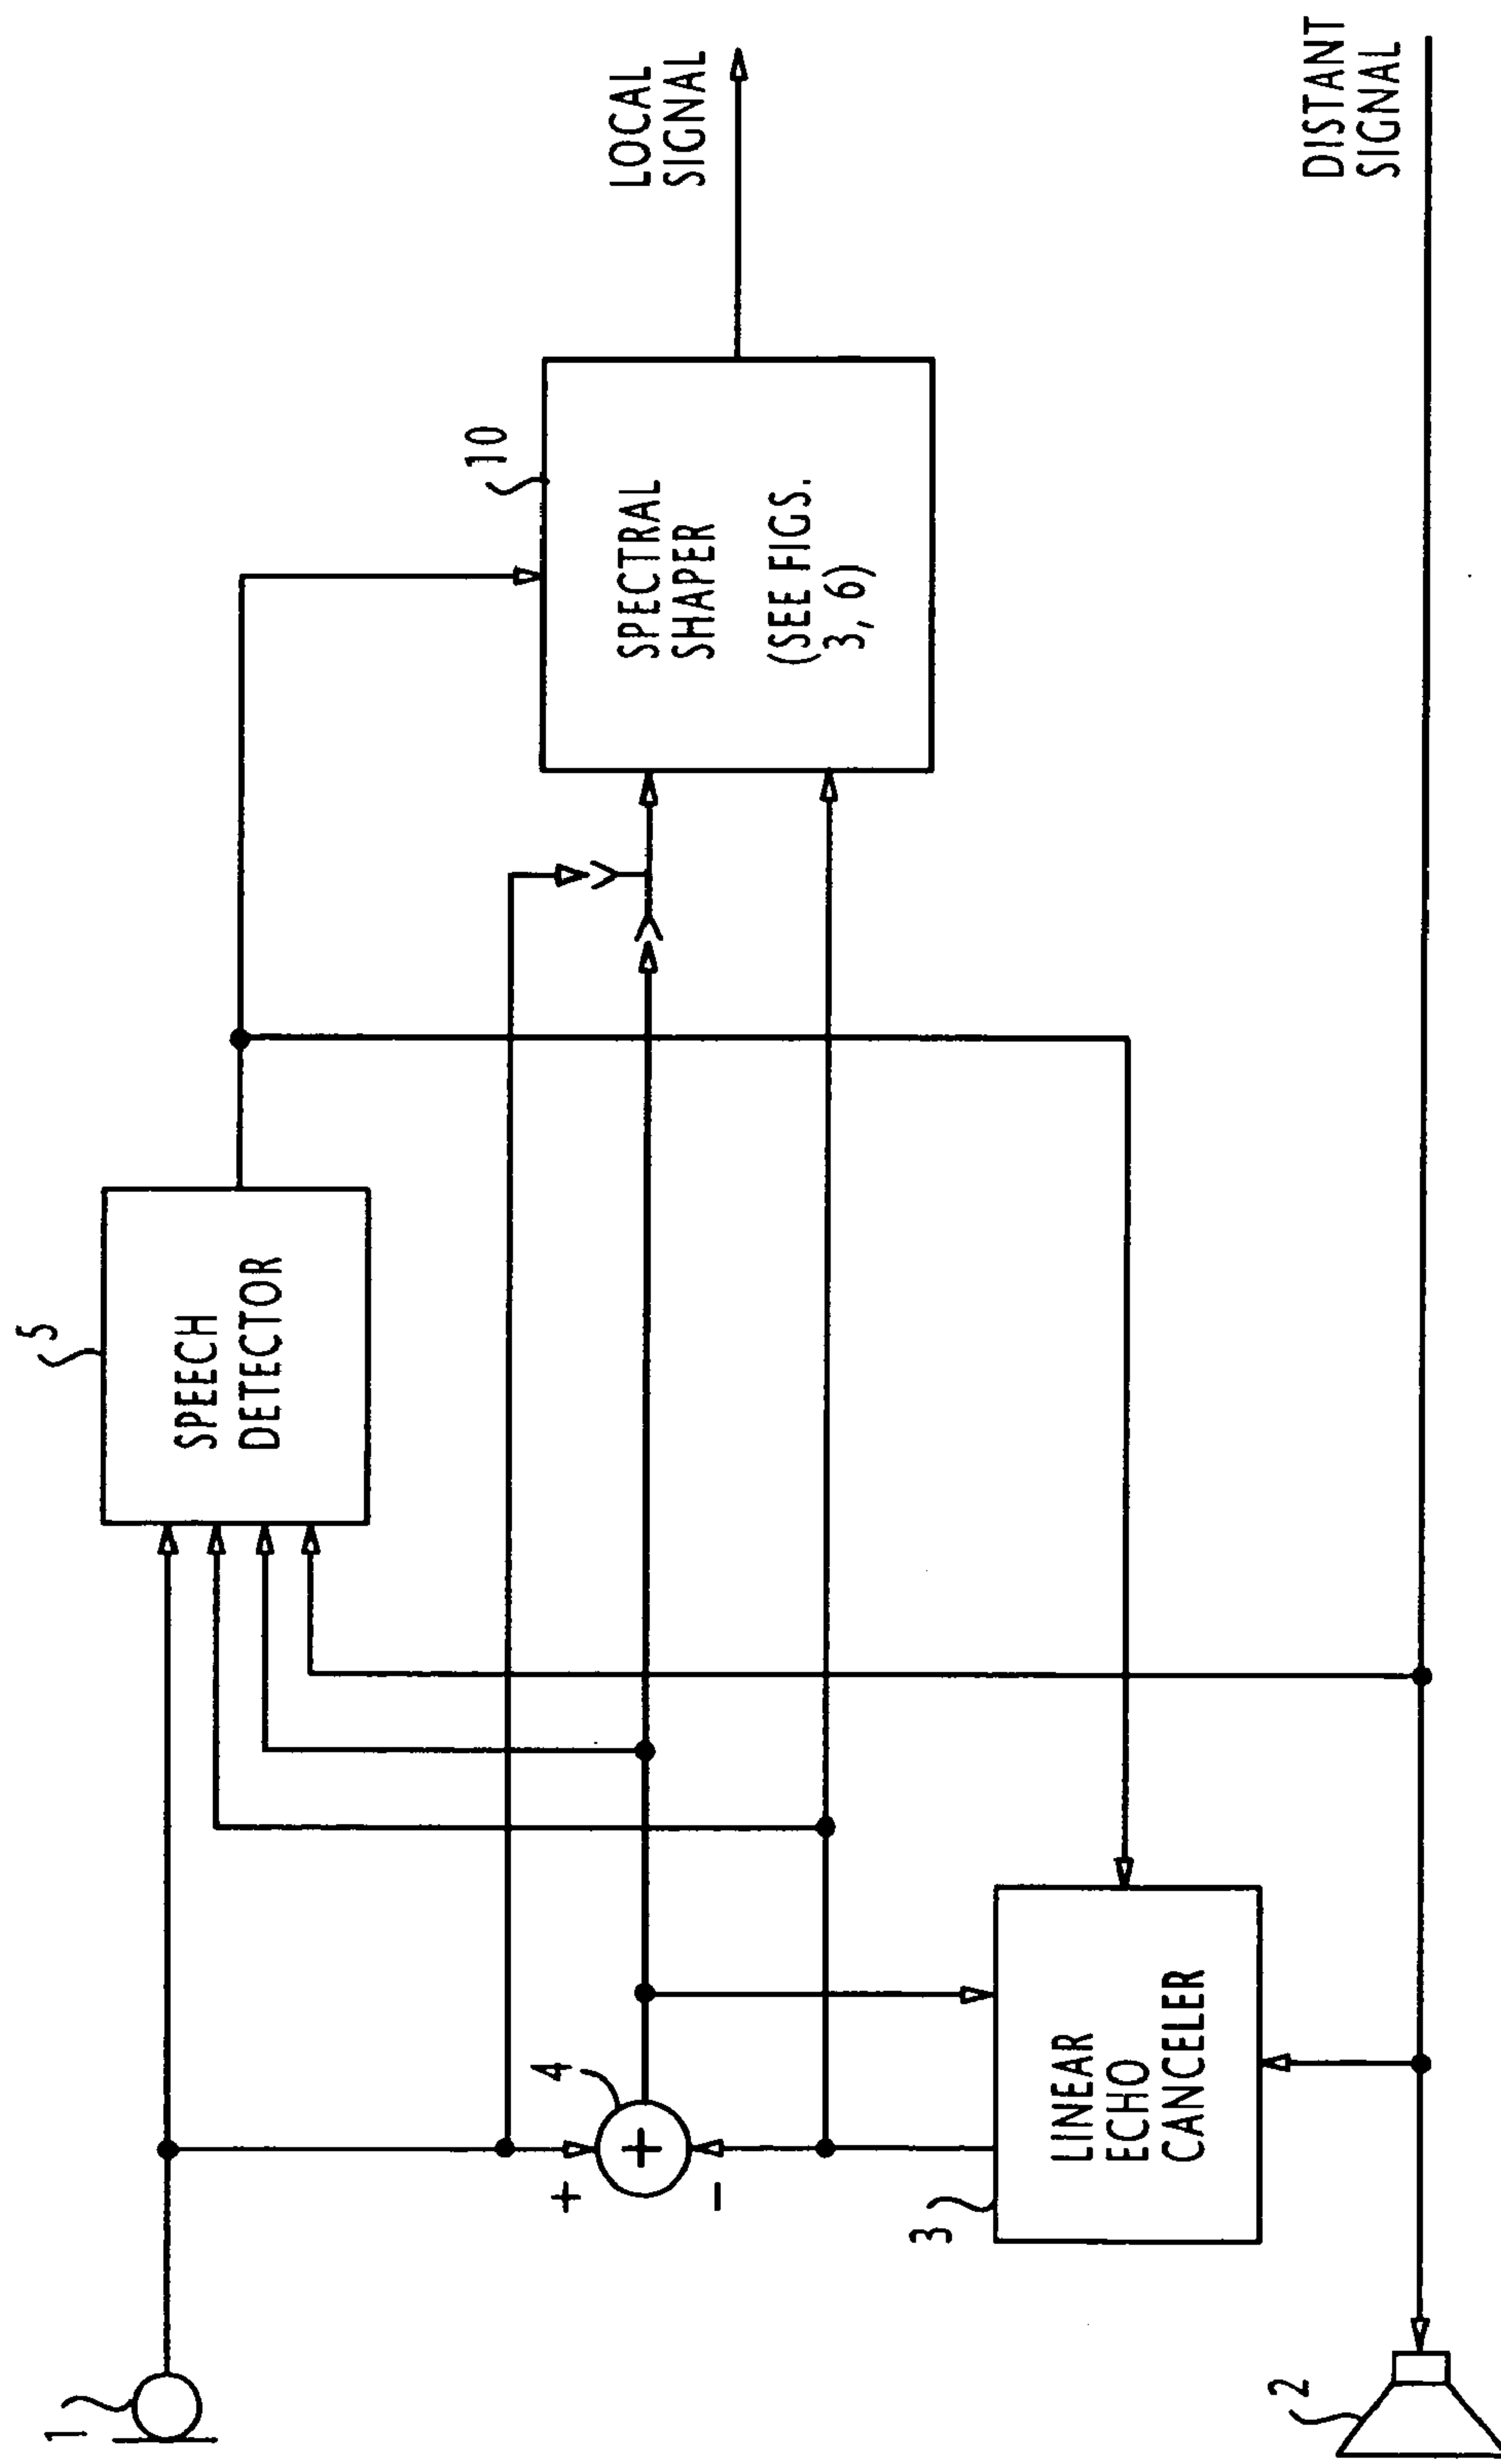 1
5
SPEECH
DETECTOR
10
SPECTRAL
SHAPER
(SEE FIGS.
3, 6)
LOCAL
SIGNAL
4
+
+
−
3
LINEAR
ECHO
CANCELER
2
DISTANT
SIGNAL